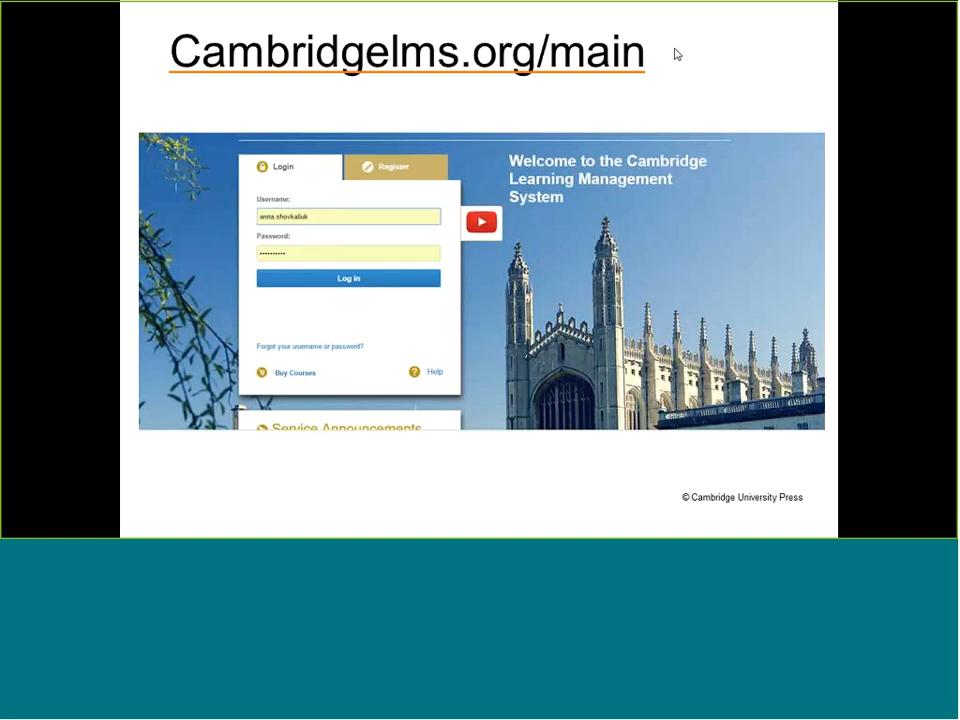 Cambridgelms.org/main
Login
Register
Welcome to the Cambridge
Learning Management
System
Username:
anna.shovkaliuk
Password:
••••••••••
Log in
Forgot your username or password?
Buy Courses
? Help
Service Announcements
© Cambridge University Press